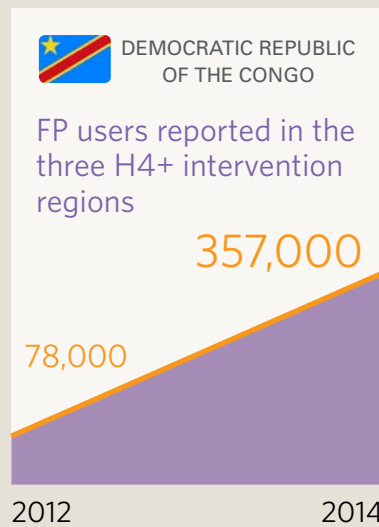 DEMOCRATIC REPUBLIC
OF THE CONGO
FP users reported in the
three H4+ intervention
regions
357,000
78,000
2012
2014